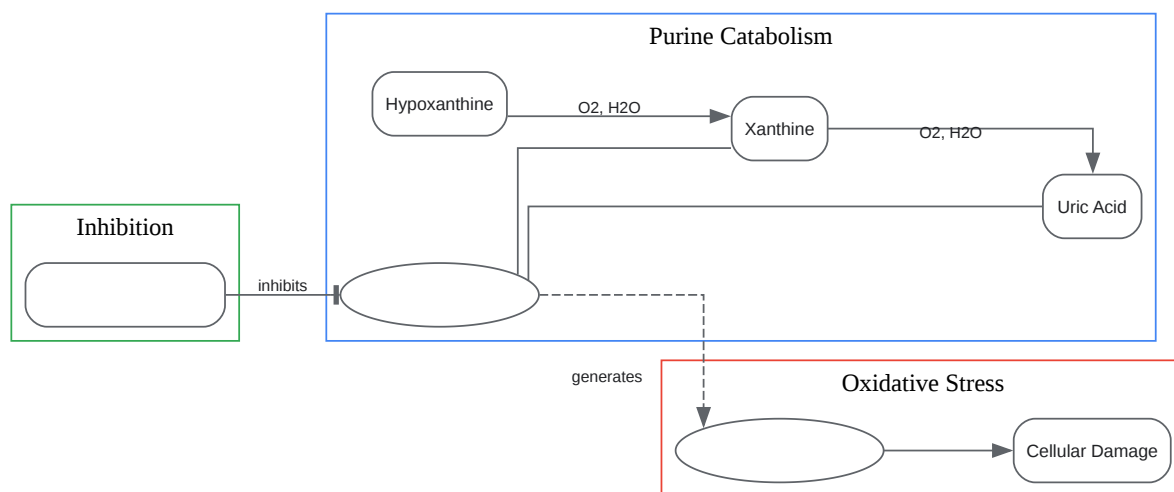 Purine Catabolism
Hypoxanthine
O2, H2O
Xanthine
O2, H2O
Uric Acid
Inhibition
inhibits
generates
Oxidative Stress
Cellular Damage